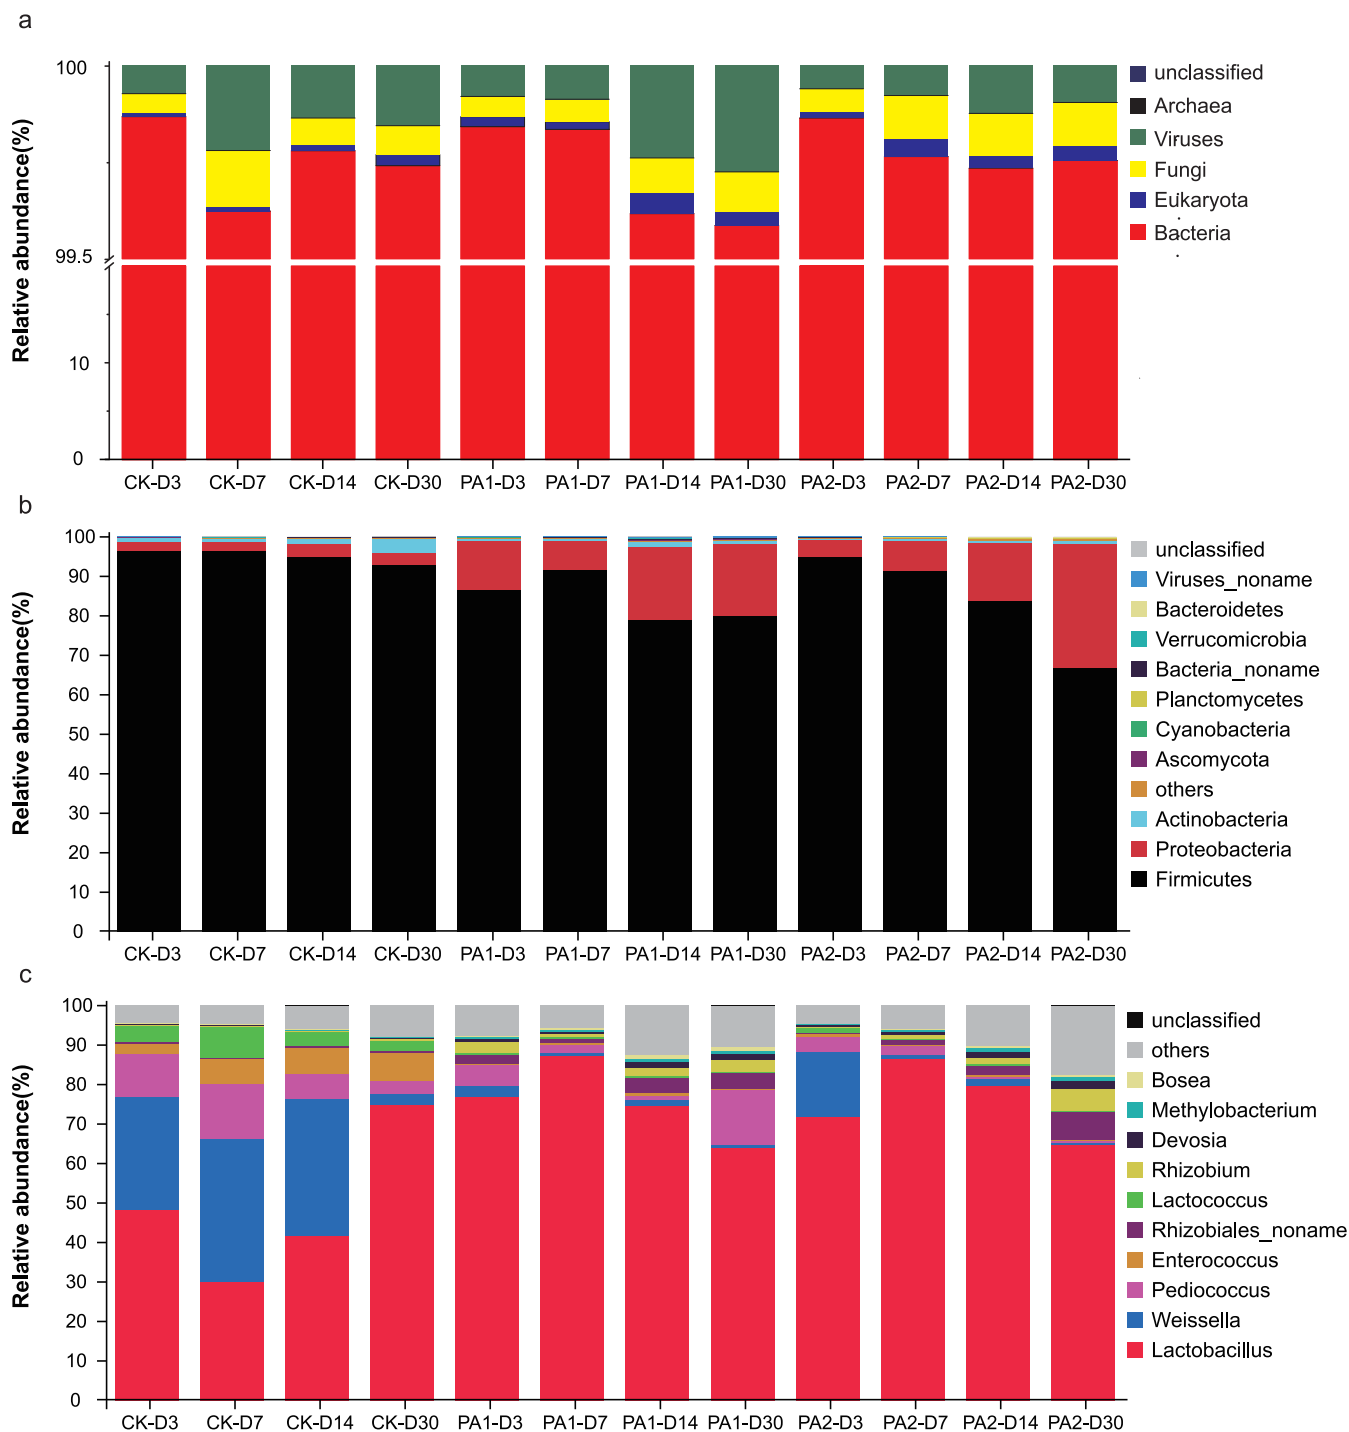 a
Relative abundance(%)
100
99.5
10
0
CK-D3 CK-D7 CK-D14 CK-D30 PA1-D3 PA1-D7 PA1-D14 PA1-D30 PA2-D3 PA2-D7 PA2-D14 PA2-D30
unclassified
Archaea
Viruses
Fungi
Eukaryota
Bacteria
b
Relative abundance(%)
100
90
80
70
60
50
40
30
20
10
0
CK-D3 CK-D7 CK-D14 CK-D30 PA1-D3 PA1-D7 PA1-D14 PA1-D30 PA2-D3 PA2-D7 PA2-D14 PA2-D30
unclassified
Viruses_noname
Bacteroidetes
Verrucomicrobia
Bacteria_noname
Planctomycetes
Cyanobacteria
Ascomycota
others
Actinobacteria
Proteobacteria
Firmicutes
c
Relative abundance(%)
100
90
80
70
60
50
40
30
20
10
0
CK-D3 CK-D7 CK-D14 CK-D30 PA1-D3 PA1-D7 PA1-D14 PA1-D30 PA2-D3 PA2-D7 PA2-D14 PA2-D30
unclassified
others
Bosea
Methylobacterium
Devosia
Rhizobium
Lactococcus
Rhizobiales_noname
Enterococcus
Pediococcus
Weissella
Lactobacillus